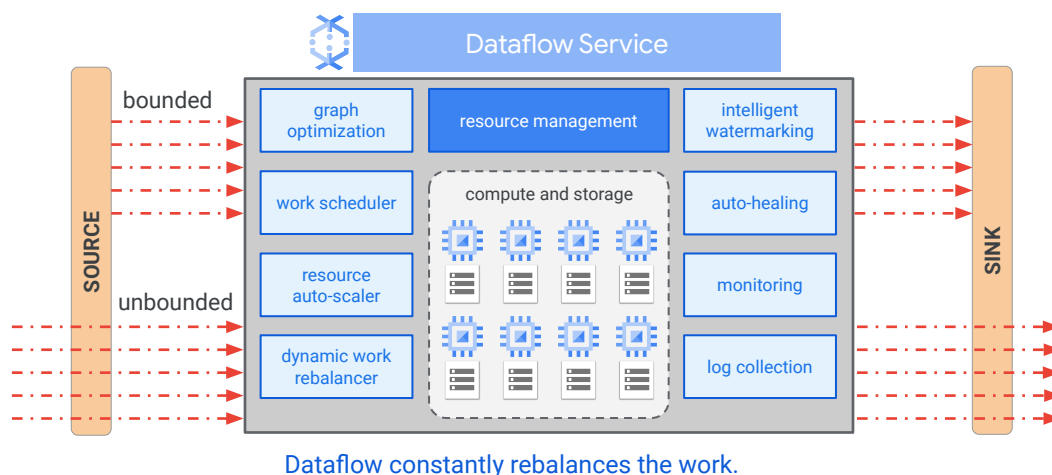 Dataflow Service
SOURCE
bounded
unbounded
graph
optimization
work scheduler
resource
auto-scaler
dynamic work
rebalancer
resource management
compute and storage
intelligent
watermarking
auto-healing
monitoring
log collection
SINK
Dataflow constantly rebalances the work.